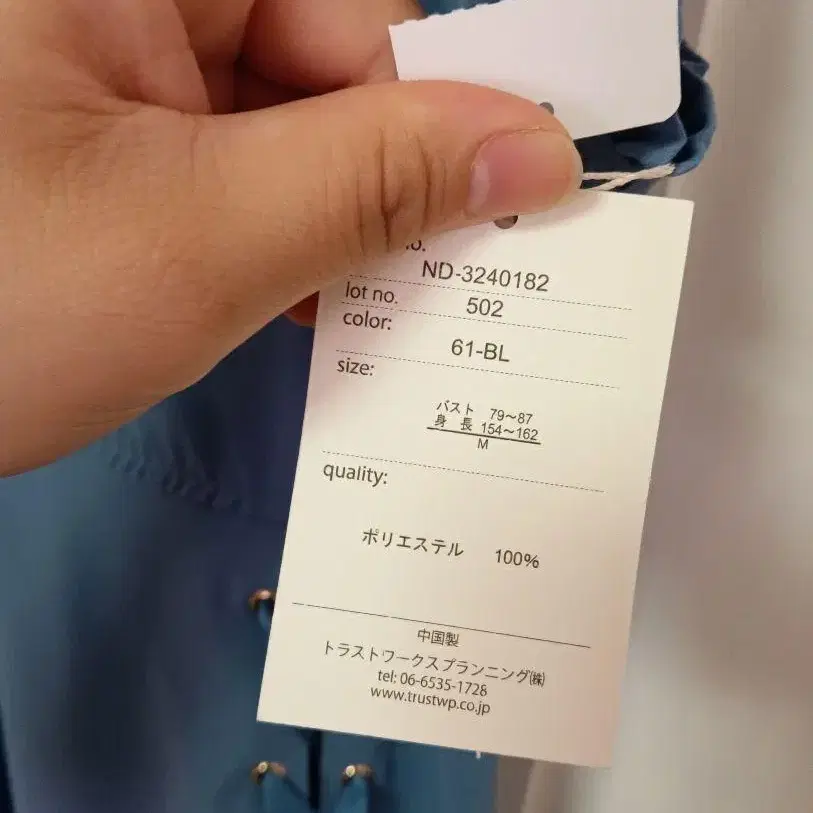 no.
ND-3240182
lot no. 502
color:
61-BL
size:
バスト 79～87
身 長 154～162
M
quality:
ポリエステル 100%
中国製
トラストワークスプランニング㈱
tel: 06-6535-1728
www.trustwp.co.jp